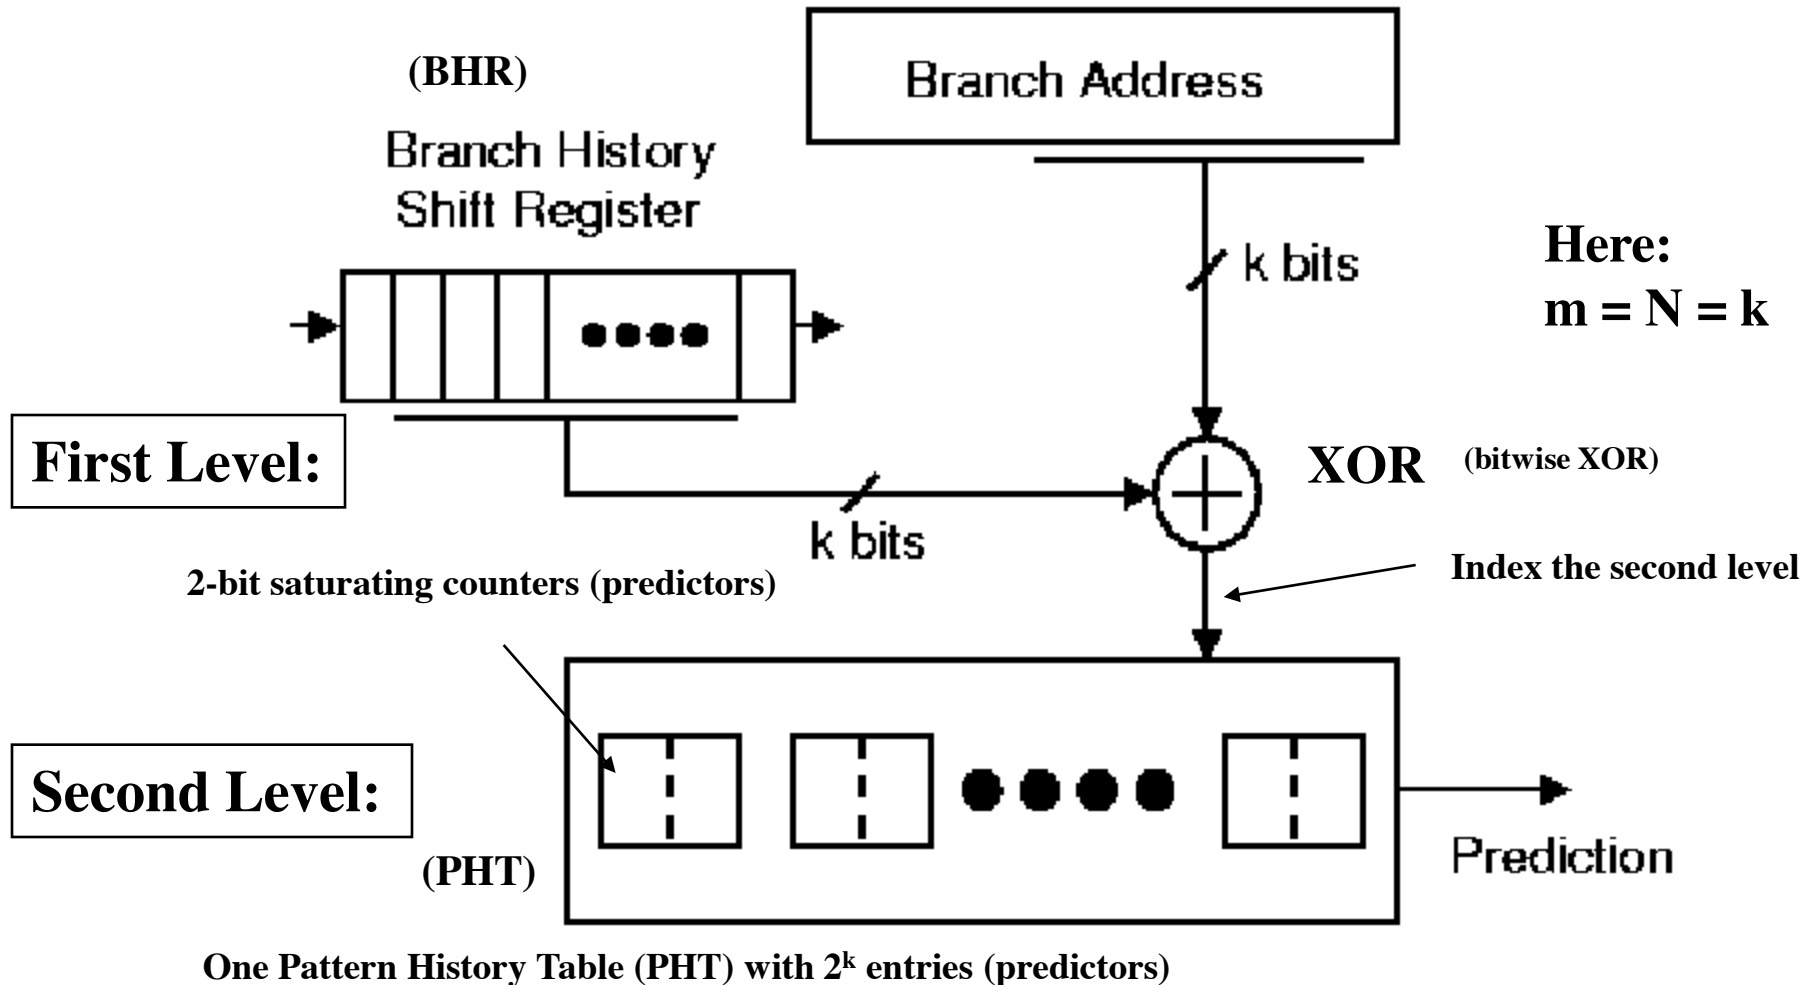 (BHR)
Branch History
Shift Register
Branch Address
k bits
Here:
m = N = k
First Level:
XOR (bitwise XOR)
k bits
2-bit saturating counters (predictors)
Index the second level
Second Level:
(PHT)
Prediction
One Pattern History Table (PHT) with 2ᵏ entries (predictors)